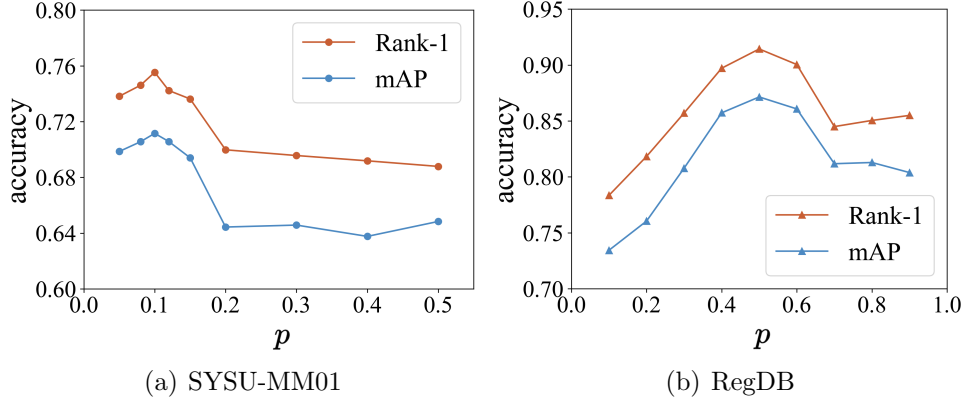 0.80
0.76
0.72
0.68
0.64
0.60
accuracy
Rank-1
mAP
0.0 0.1 0.2 0.3 0.4 0.5
p
(a) SYSU-MM01
0.95
0.90
0.85
0.80
0.75
0.70
accuracy
Rank-1
mAP
0.0 0.2 0.4 0.6 0.8 1.0
p
(b) RegDB